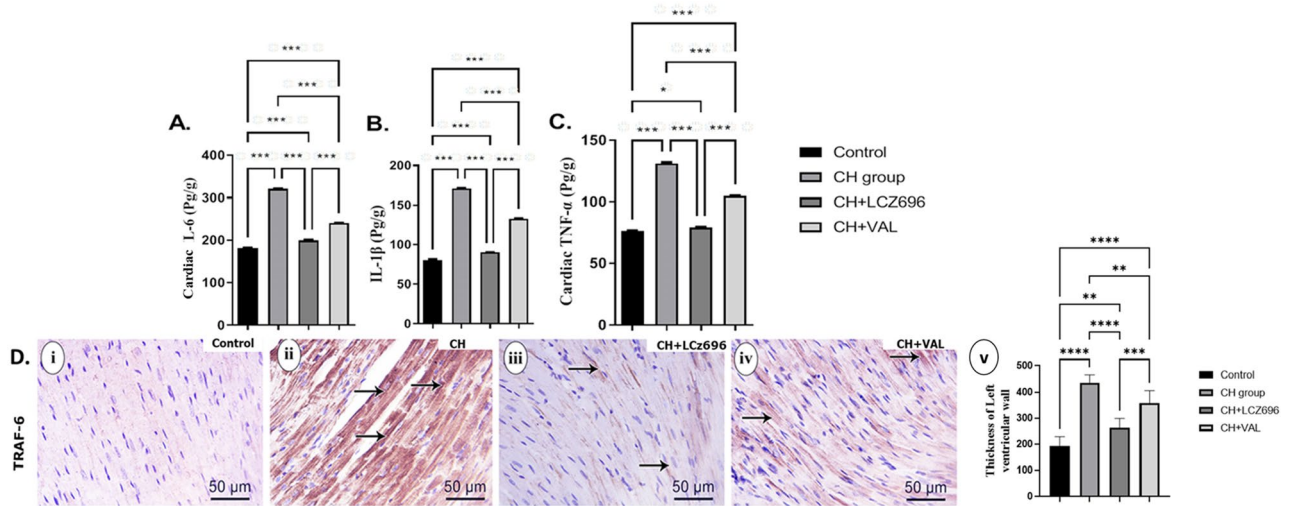 A.
***
***
***
*** *** ***
Cardiac L-6 (Pg/g)
400
300
200
100
0
B.
***
***
***
*** *** ***
IL-1β (Pg/g)
200
150
100
50
0
C.
***
***
*
*** *** ***
Cardiac TNF-α (Pg/g)
150
100
50
0
Control
CH group
CH+LCZ696
CH+VAL
D.
TRAF-6
i
Control
50 µm
ii
CH
50 µm
iii
CH+LCz696
50 µm
iv
CH+VAL
50 µm
v
****
**
**
****
**** ***
Thickness of Left
ventricular wall
500
400
300
200
100
0
Control
CH group
CH+LCZ696
CH+VAL